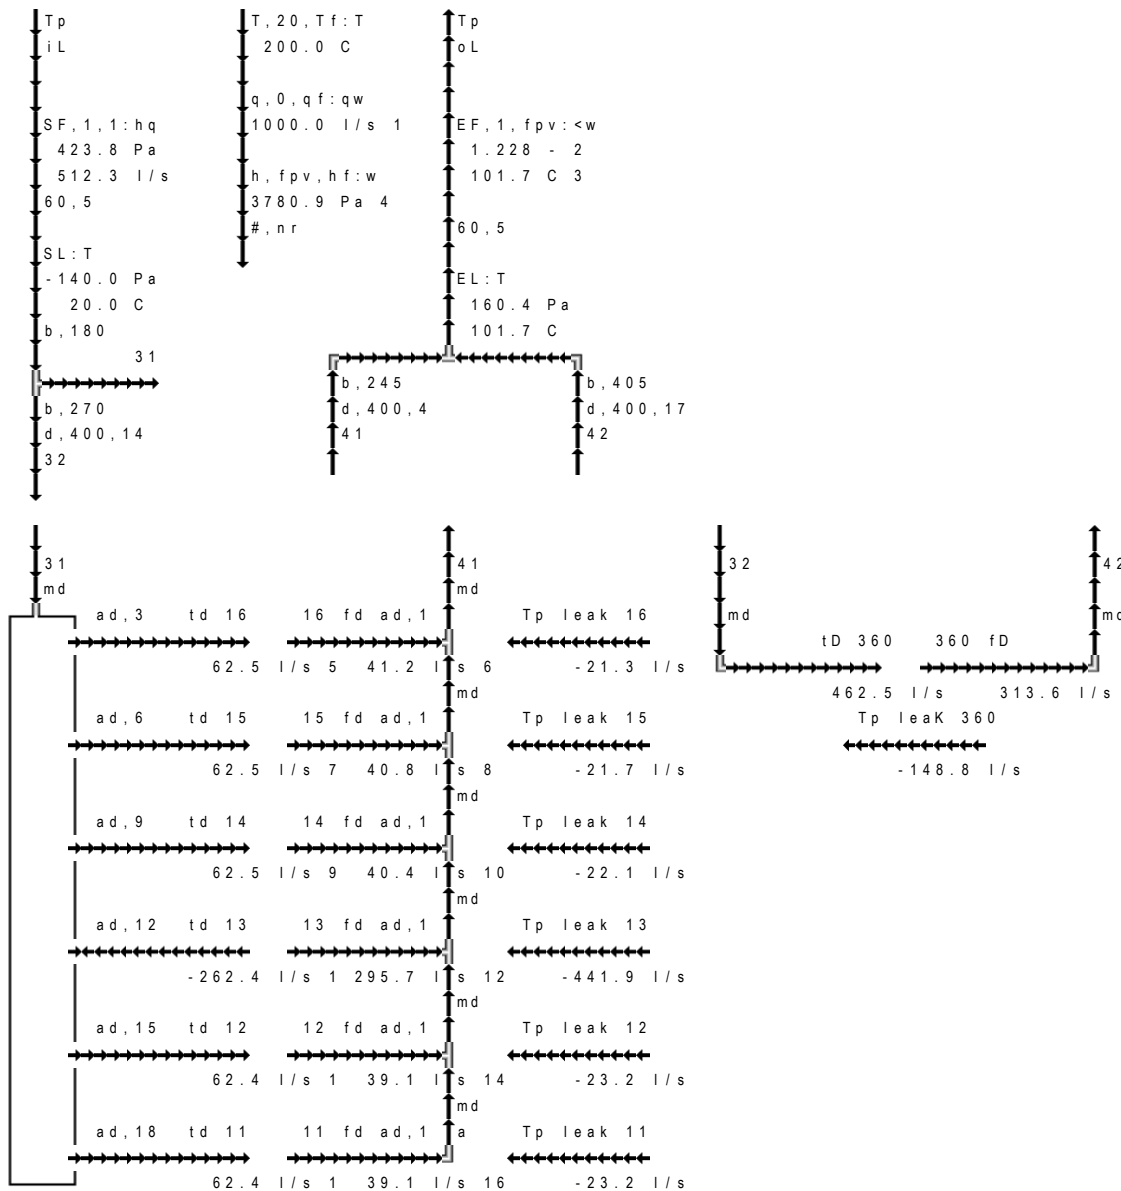 Tp
iL
SF,1,1:hq
423.8 Pa
512.3 l/s
60,5
SL:T
-140.0 Pa
20.0 C
b,180
31
b,270
d,400,14
32
T,20,Tf:T
200.0 C
q,0,qf:qw
1000.0 l/s 1
h,fpv,hf:w
3780.9 Pa 4
#,nr
Tp
oL
EF,1,fpv:<w
1.228 - 2
101.7 C 3
60,5
EL:T
160.4 Pa
101.7 C
b,245
d,400,4
41
b,405
d,400,17
42
31
md
41
md
32
md
42
md
ad,3 td 16 16 fd ad,1 Tp leak 16
62.5 l/s 5 41.2 l s 6 -21.3 l/s
md
ad,6 td 15 15 fd ad,1 Tp leak 15
62.5 l/s 7 40.8 l s 8 -21.7 l/s
md
ad,9 td 14 14 fd ad,1 Tp leak 14
62.5 l/s 9 40.4 l s 10 -22.1 l/s
md
ad,12 td 13 13 fd ad,1 Tp leak 13
-262.4 l/s 1 295.7 l s 12 -441.9 l/s
md
ad,15 td 12 12 fd ad,1 Tp leak 12
62.4 l/s 1 39.1 l s 14 -23.2 l/s
md
ad,18 td 11 11 fd ad,1 a Tp leak 11
62.4 l/s 1 39.1 l/s 16 -23.2 l/s
tD 360 360 fD
462.5 l/s 313.6 l/s
Tp leaK 360
-148.8 l/s